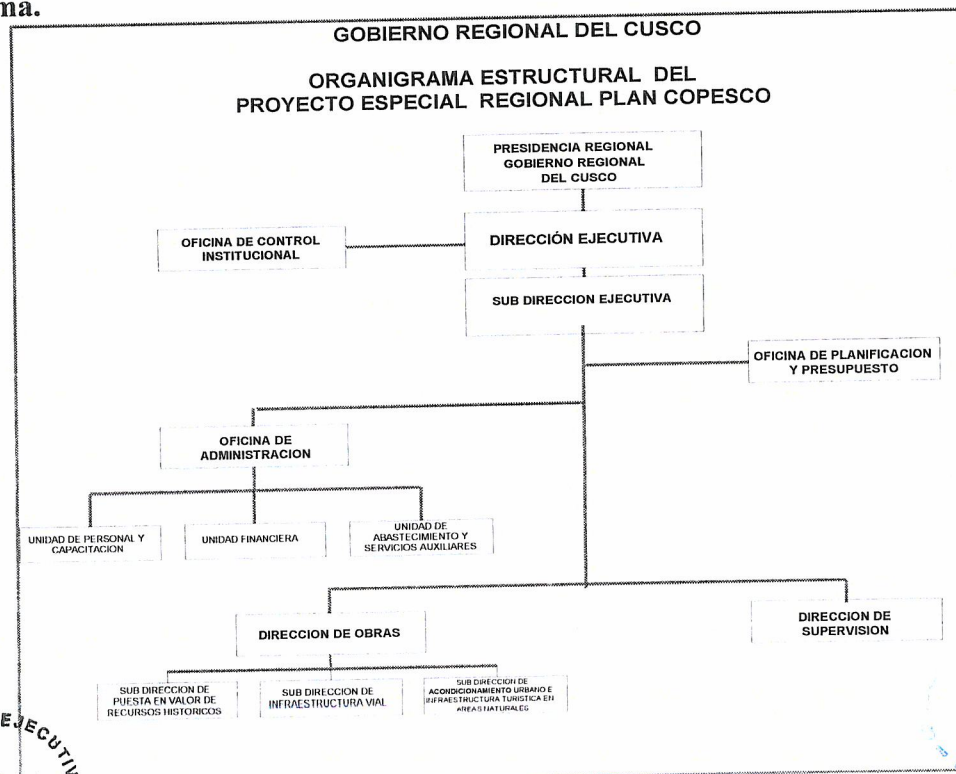 GOBIERNO REGIONAL DEL CUSCO
ORGANIGRAMA ESTRUCTURAL DEL
PROYECTO ESPECIAL REGIONAL PLAN COPESCO
PRESIDENCIA REGIONAL
GOBIERNO REGIONAL
DEL CUSCO
OFICINA DE CONTROL
INSTITUCIONAL
DIRECCIÓN EJECUTIVA
SUB DIRECCION EJECUTIVA
OFICINA DE PLANIFICACION
Y PRESUPUESTO
OFICINA DE
ADMINISTRACION
UNIDAD DE PERSONAL Y
CAPACITACION
UNIDAD FINANCIERA
UNIDAD DE
ABASTECIMIENTO Y
SERVICIOS AUXILIARES
DIRECCION DE OBRAS
DIRECCION DE
SUPERVISION
SUB DIRECCION DE
PUESTA EN VALOR DE
RECURSOS HISTORICOS
SUB DIRECCION DE
INFRAESTRUCTURA VIAL
SUB DIRECCION DE
ACONDICIONAMIENTO URBANO E
INFRAESTRUCTURA TURISTICA EN
AREAS NATURALES